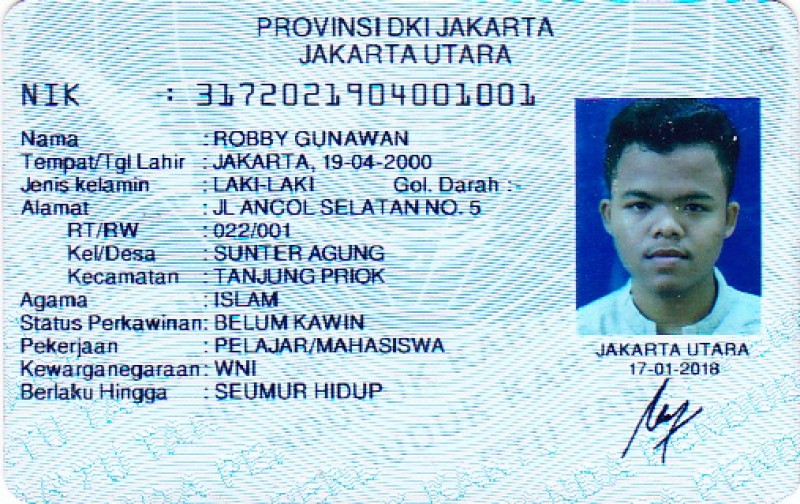 PROVINSI DKI JAKARTA
JAKARTA UTARA
NIK : 3172021904001001
Nama : ROBBY GUNAWAN
Tempat/Tgl Lahir : JAKARTA, 19-04-2000
Jenis kelamin : LAKI-LAKI Gol. Darah :-
Alamat : JL ANCOL SELATAN NO. 5
RT/RW : 022/001
Kel/Desa : SUNTER AGUNG
Kecamatan : TANJUNG PRIOK
Agama : ISLAM
Status Perkawinan: BELUM KAWIN
Pekerjaan : PELAJAR/MAHASISWA
Kewarganegaraan: WNI
Berlaku Hingga : SEUMUR HIDUP
JAKARTA UTARA
17-01-2018